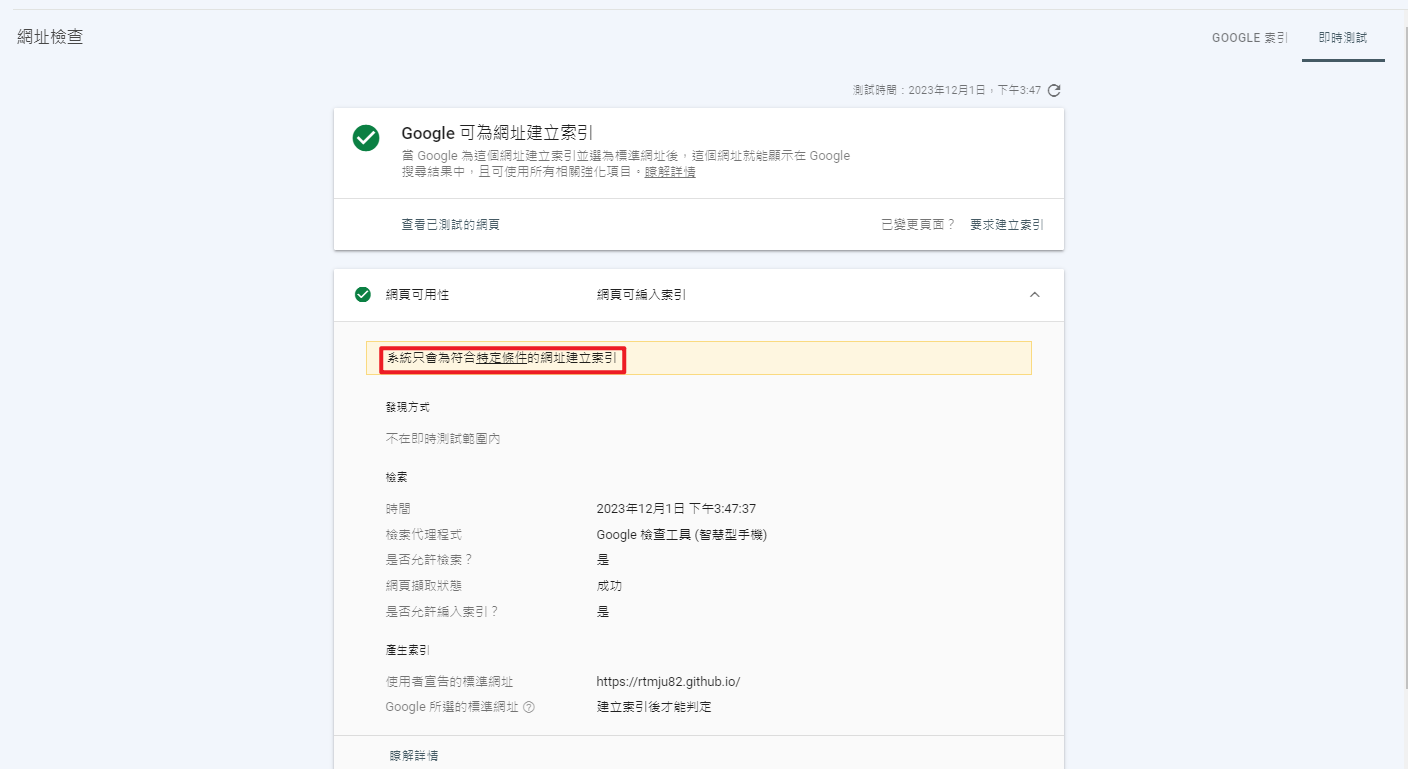 網址檢查
GOOGLE 索引
即時測試
測試時間：2023年12月1日，下午3:47
Google 可為網址建立索引
當 Google 為這個網址建立索引並選為標準網址後，這個網址就能顯示在 Google
搜尋結果中，且可使用所有相關強化項目。瞭解詳情
查看已測試的網頁
已變更頁面？ 要求建立索引
網頁可用性
網頁可編入索引
系統只會為符合特定條件的網址建立索引
發現方式
不在即時測試範圍內
檢索
時間
2023年12月1日 下午3:47:37
檢索代理程式
Google 檢查工具 (智慧型手機)
是否允許檢索？
是
網頁擷取狀態
成功
是否允許編入索引？
是
產生索引
使用者宣告的標準網址
https://rtmju82.github.io/
Google 所選的標準網址
建立索引後才能判定
瞭解詳情